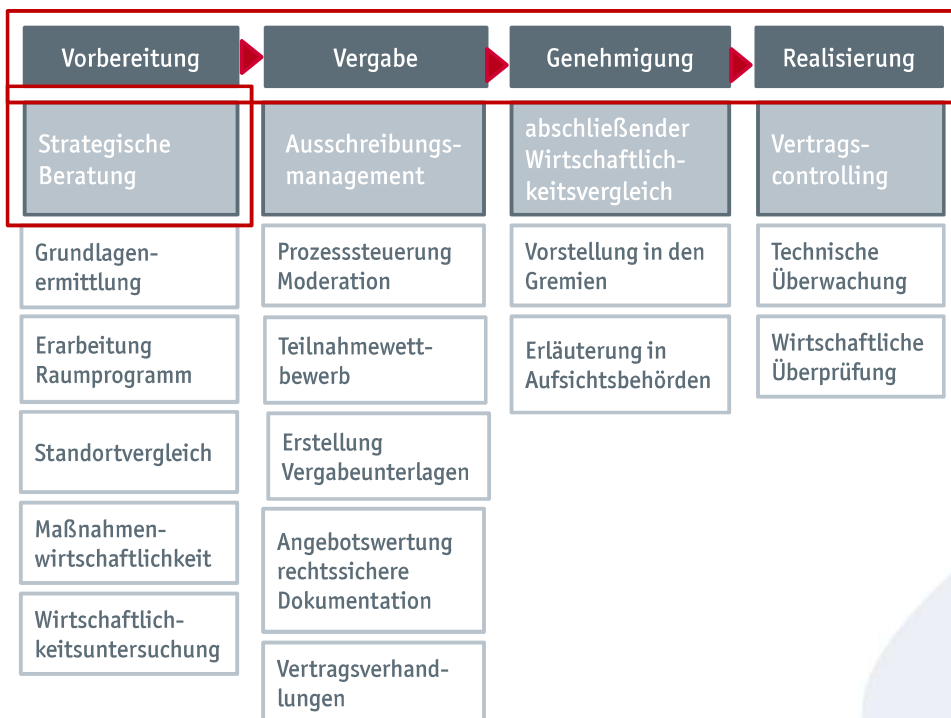 Vorbereitung
Vergabe
Genehmigung
Realisierung
Strategische
Beratung
Ausschreibungs-
management
abschließender
Wirtschaftlich-
keitsvergleich
Vertrags-
controlling
Grundlagen-
ermittlung
Erarbeitung
Raumprogramm
Standortvergleich
Maßnahmen-
wirtschaftlichkeit
Wirtschaftlich-
keitsuntersuchung
Prozesssteuerung
Moderation
Teilnahmewett-
bewerb
Erstellung
Vergabeunterlagen
Angebotswertung
rechtssichere
Dokumentation
Vertragsverhand-
lungen
Vorstellung in den
Gremien
Erläuterung in
Aufsichtsbehörden
Technische
Überwachung
Wirtschaftliche
Überprüfung